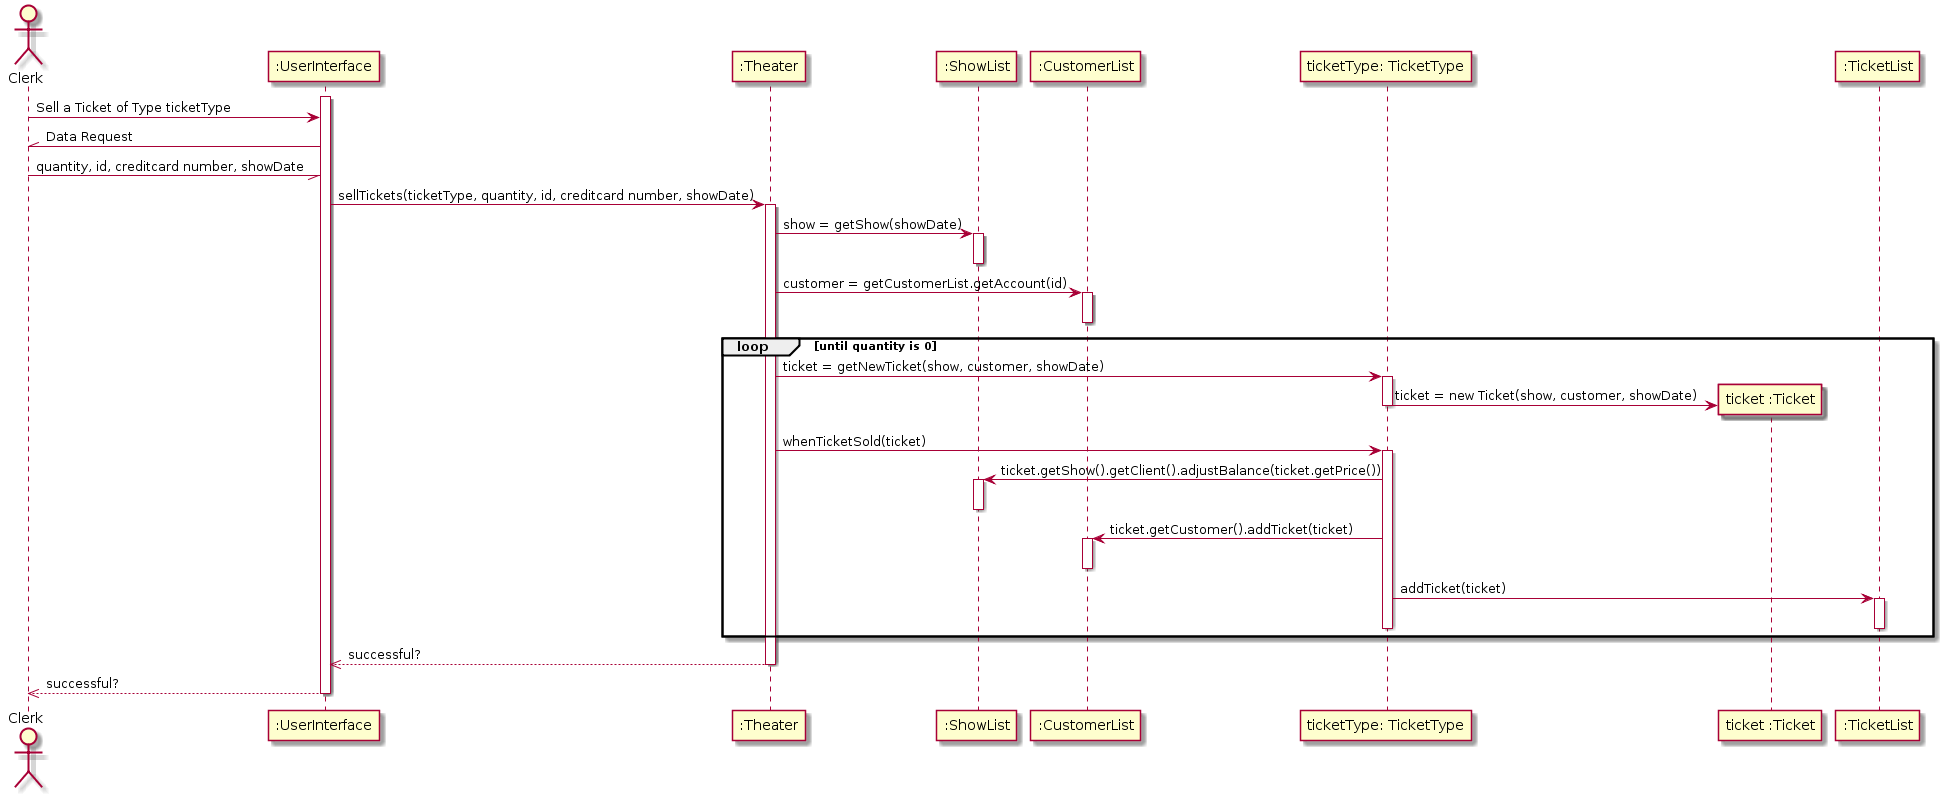 Clerk
:UserInterface
:Theater
:ShowList
:CustomerList
ticketType: TicketType
:TicketList
Sell a Ticket of Type ticketType
Data Request
quantity, id, creditcard number, showDate
sellTickets(ticketType, quantity, id, creditcard number, showDate)
show = getShow(showDate)
customer = getCustomerList.getAccount(id)
loop
[until quantity is 0]
ticket = getNewTicket(show, customer, showDate)
ticket = new Ticket(show, customer, showDate)
ticket :Ticket
whenTicketSold(ticket)
ticket.getShow().getClient().adjustBalance(ticket.getPrice())
ticket.getCustomer().addTicket(ticket)
addTicket(ticket)
successful?
successful?
Clerk
:UserInterface
:Theater
:ShowList
:CustomerList
ticketType: TicketType
ticket :Ticket
:TicketList